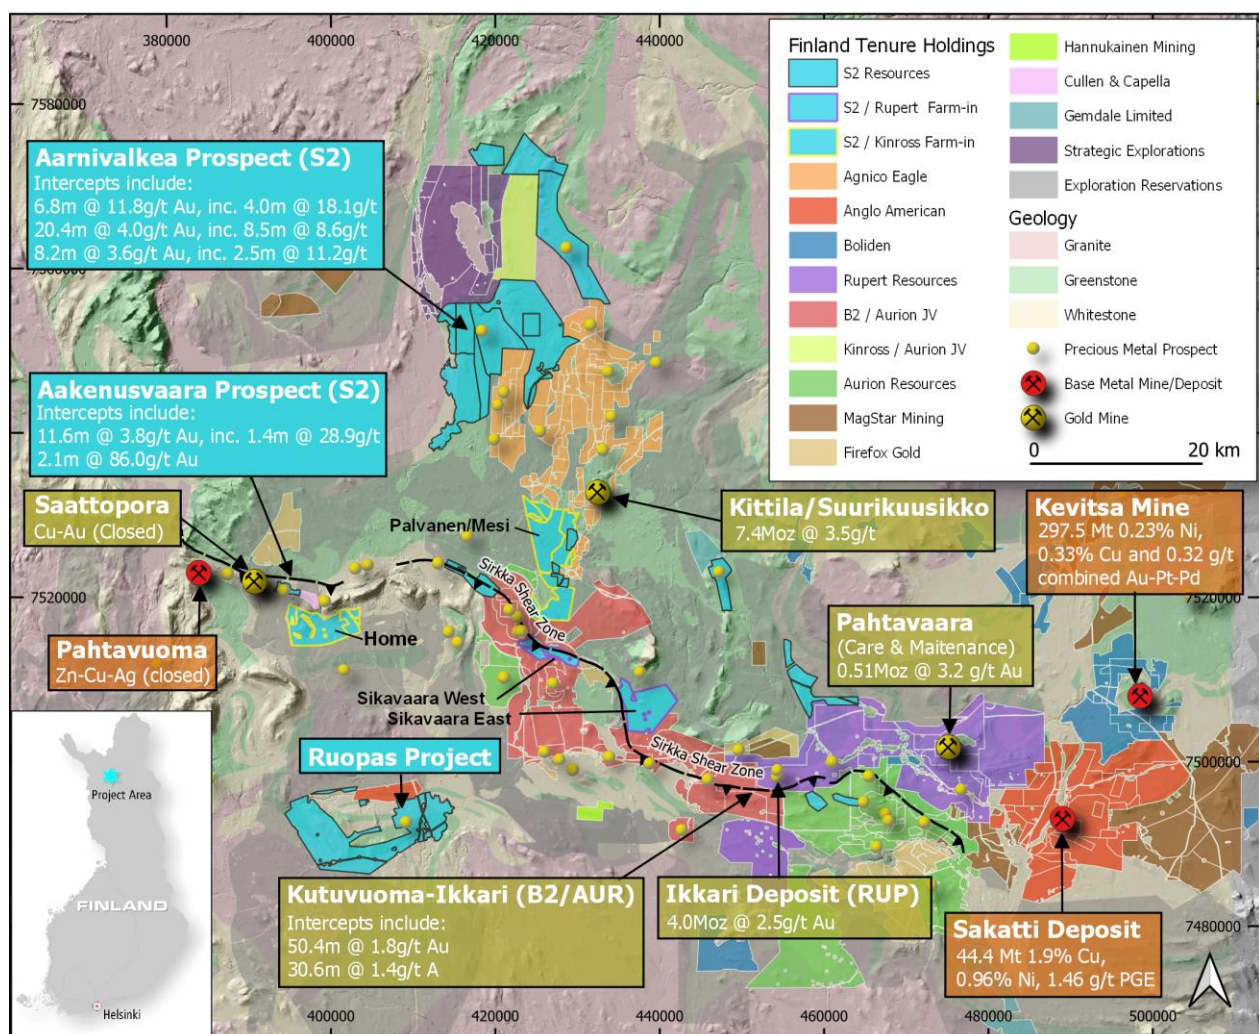 380000
400000
420000
440000
7580000
Finland Tenure Holdings
S2 Resources
S2 / Rupert Farm-in
S2 / Kinross Farm-in
Agnico Eagle
Anglo American
Boliden
Rupert Resources
B2 / Aurion JV
Kinross / Aurion JV
Aurion Resources
MagStar Mining
Firefox Gold
Hannukainen Mining
Cullen & Capella
Gemdale Limited
Strategic Explorations
Exploration Reservations
Geology
Granite
Greenstone
Whitestone
Precious Metal Prospect
Base Metal Mine/Deposit
Gold Mine
0 20 km
Aarnivalkea Prospect (S2)
Intercepts include:
6.8m @ 11.8g/t Au, inc. 4.0m @ 18.1g/t
20.4m @ 4.0g/t Au, inc. 8.5m @ 8.6g/t
8.2m @ 3.6g/t Au, inc. 2.5m @ 11.2g/t
Aakenusvaara Prospect (S2)
Intercepts include:
11.6m @ 3.8g/t Au, inc. 1.4m @ 28.9g/t
2.1m @ 86.0g/t Au
Saattopora
Cu-Au (Closed)
Palvanen/Mesi
Kittila/Suurikuusikko
7.4Moz @ 3.5g/t
Kevitsa Mine
297.5 Mt 0.23% Ni,
0.33% Cu and 0.32 g/t
combined Au-Pt-Pd
7520000
7520000
Sirkka Shear Zone
Home
Pahtavuoma
Zn-Cu-Ag (closed)
Pahtavaara
(Care & Maitenance)
0.51Moz @ 3.2 g/t Au
Sikavaara West
Sikavaara East
Ruopas Project
Sirkka Shear Zone
7500000
Project Area
FINLAND
Helsinki
Kutuvuoma-Ikkari (B2/AUR)
Intercepts include:
50.4m @ 1.8g/t Au
30.6m @ 1.4g/t A
Ikkari Deposit (RUP)
4.0Moz @ 2.5g/t Au
Sakatti Deposit
44.4 Mt 1.9% Cu,
0.96% Ni, 1.46 g/t PGE
7480000
400000
420000
440000
460000
480000
500000